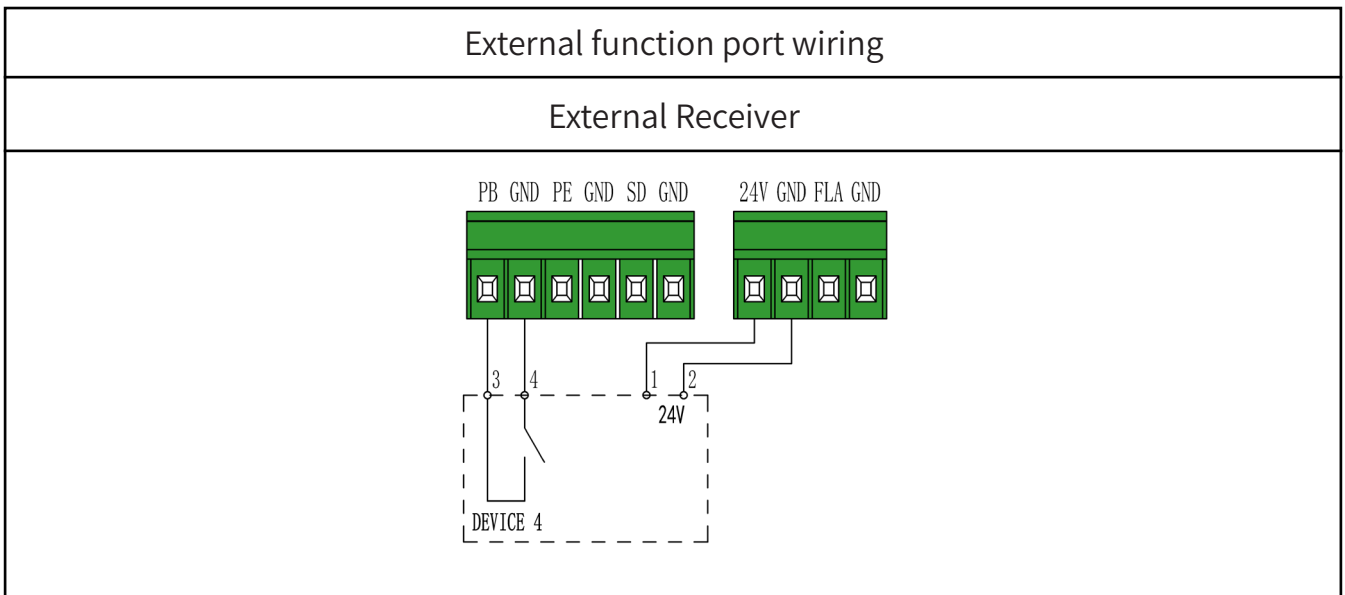 External function port wiring
External Receiver
PB GND PE GND SD GND
24V GND FLA GND
3 4 1 2
24V
DEVICE 4